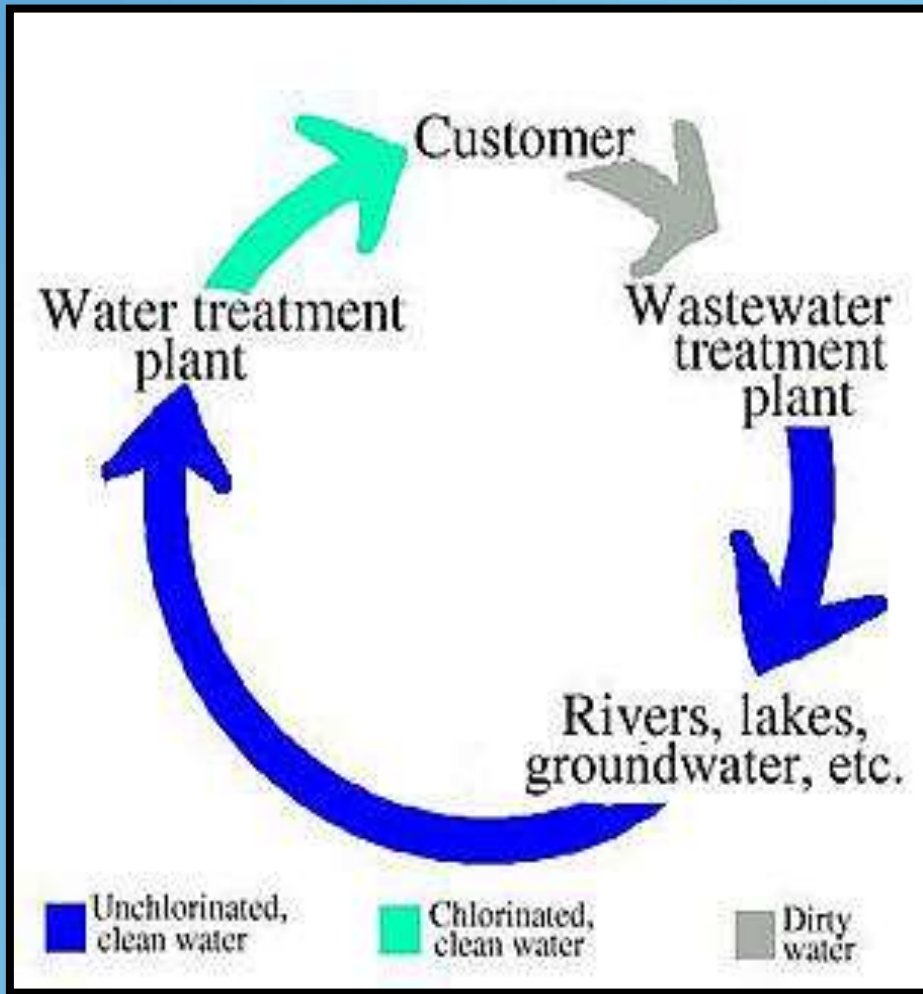 Customer
Water treatment
plant
Wastewater
treatment
plant
Rivers, lakes,
groundwater, etc.
Unchlorinated,
clean water
Chlorinated,
clean water
Dirty
water